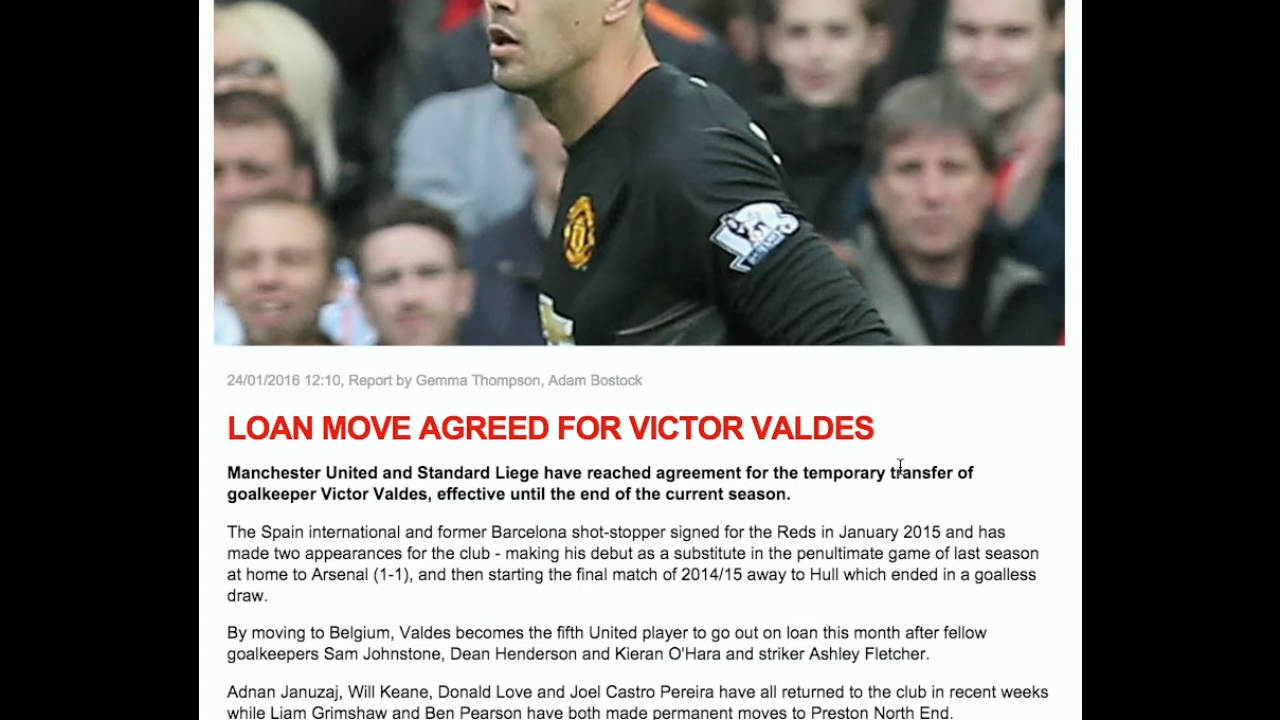 24/01/2016 12:10, Report by Gemma Thompson, Adam Bostock
LOAN MOVE AGREED FOR VICTOR VALDES
Manchester United and Standard Liege have reached agreement for the temporary transfer of
goalkeeper Victor Valdes, effective until the end of the current season.
The Spain international and former Barcelona shot-stopper signed for the Reds in January 2015 and has
made two appearances for the club - making his debut as a substitute in the penultimate game of last season
at home to Arsenal (1-1), and then starting the final match of 2014/15 away to Hull which ended in a goalless
draw.
By moving to Belgium, Valdes becomes the fifth United player to go out on loan this month after fellow
goalkeepers Sam Johnstone, Dean Henderson and Kieran O'Hara and striker Ashley Fletcher.
Adnan Januzaj, Will Keane, Donald Love and Joel Castro Pereira have all returned to the club in recent weeks
while Liam Grimshaw and Ben Pearson have both made permanent moves to Preston North End.